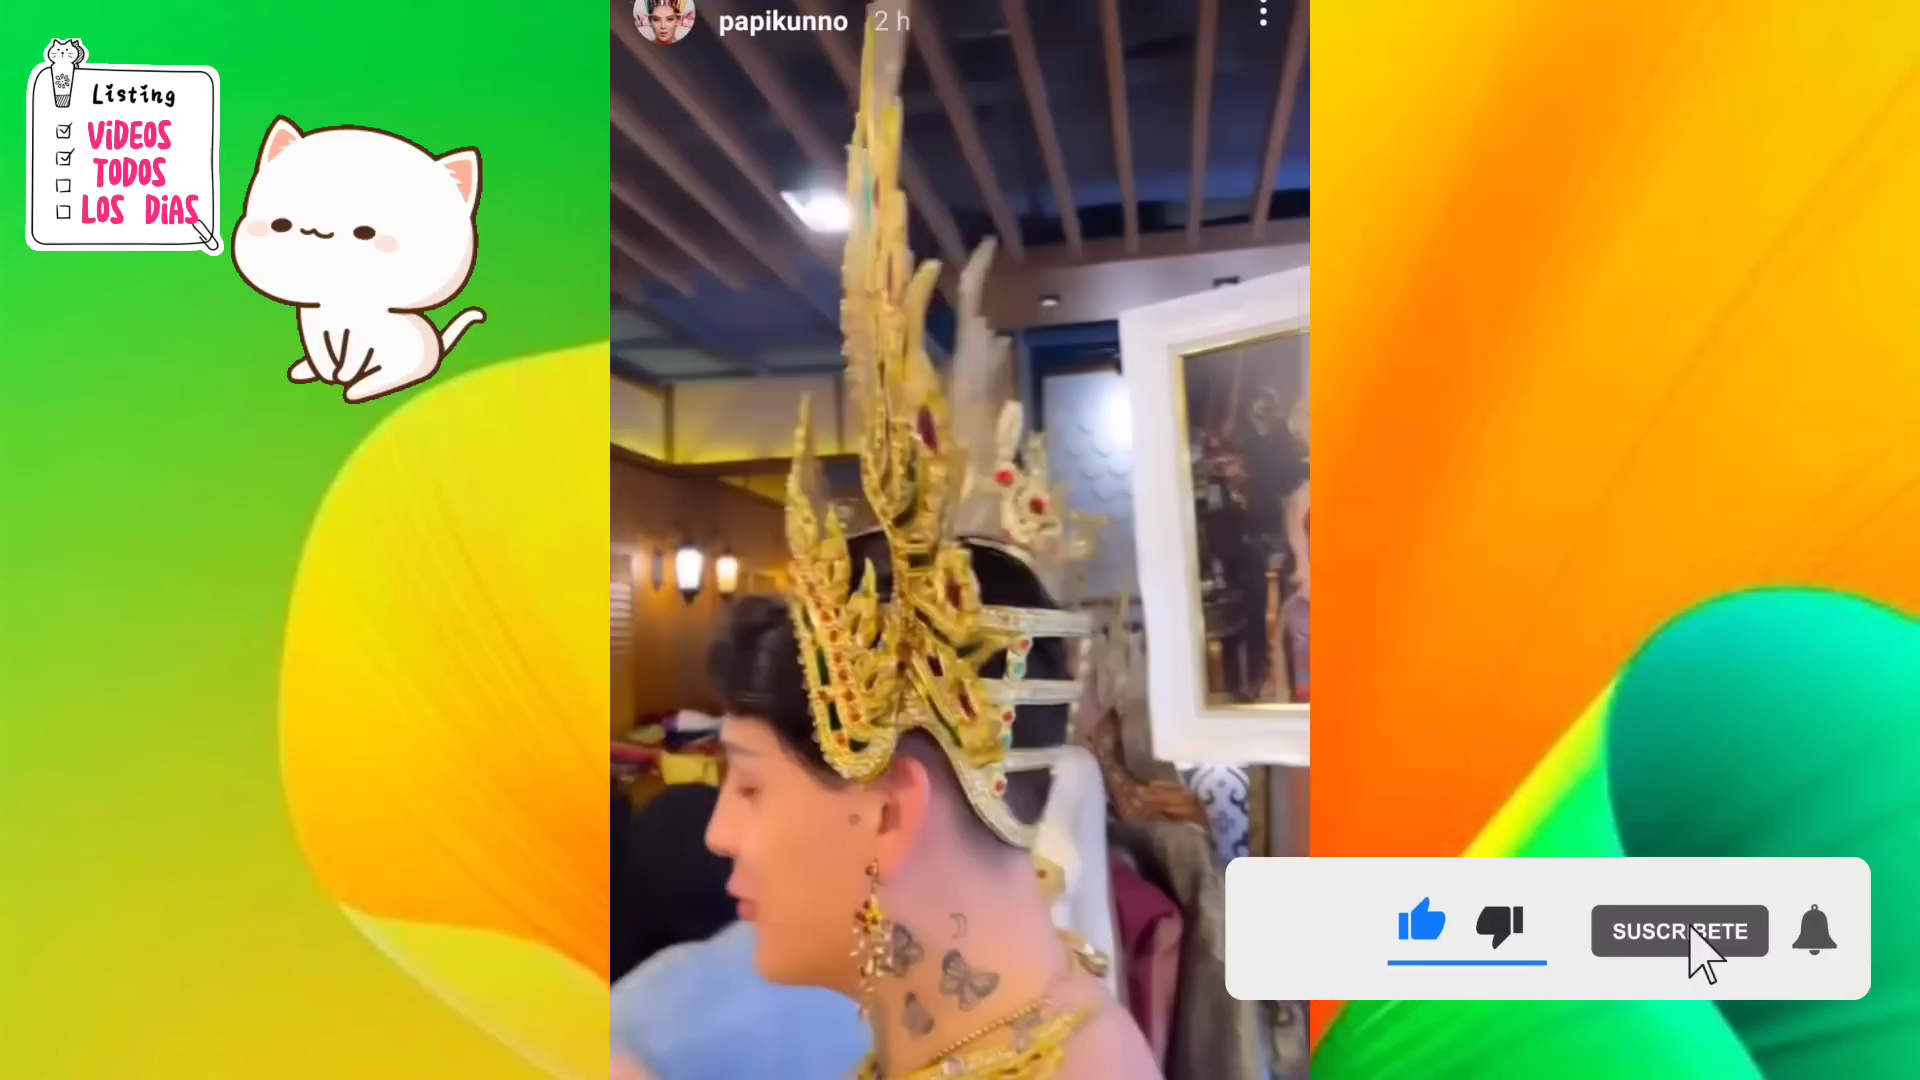 papikunno 2 h
Listing
VIDEOS
TODOS
LOS DIAS
SUSCRIBETE